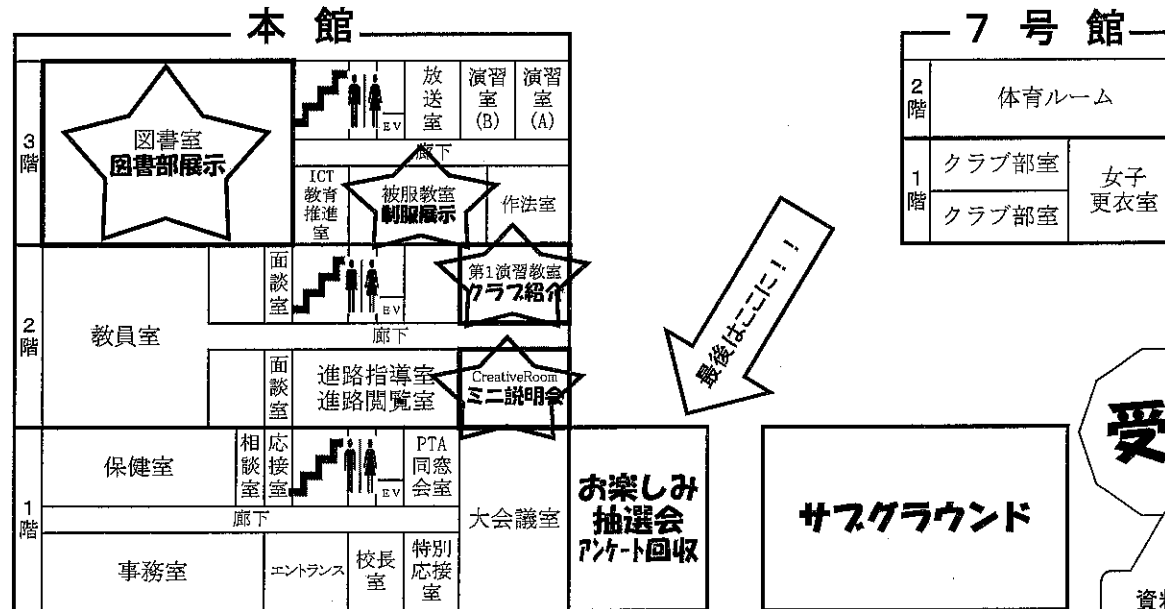 本館
3階
図書室
図書部展示
EV
放送室
演習室(B)
演習室(A)
廊下
ICT教育推進室
被服教室
制服展示
作法室
2階
教員室
面談室
EV
第1演習教室
クラブ紹介
廊下
面談室
進路指導室
進路閲覧室
CreativeRoom
ミニ説明会
1階
保健室
相談室
応接室
EV
PTA同窓会室
廊下
大会議室
事務室
エントランス
校長室
特別応接室
お楽しみ
抽選会
アンケート回収
最後はここに!!
サブグラウンド
7号館
2階
体育ルーム
1階
クラブ部室
クラブ部室
女子
更衣室
受
資料